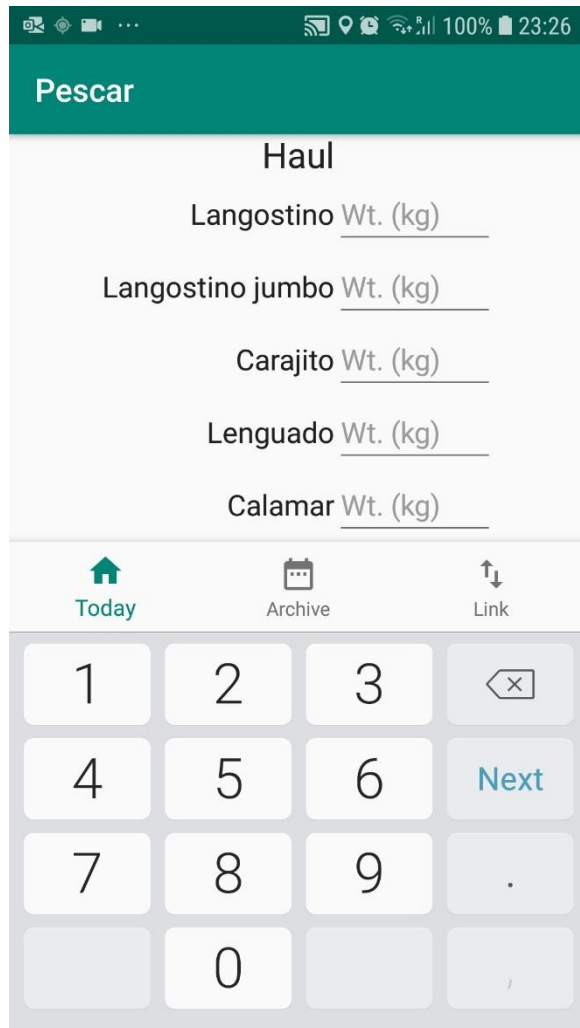 100% 23:26
Pescar
Haul
Langostino Wt. (kg)
Langostino jumbo Wt. (kg)
Carajito Wt. (kg)
Lenguado Wt. (kg)
Calamar Wt. (kg)
Today Archive Link
1 2 3
4 5 6 Next
7 8 9 .
0 ,